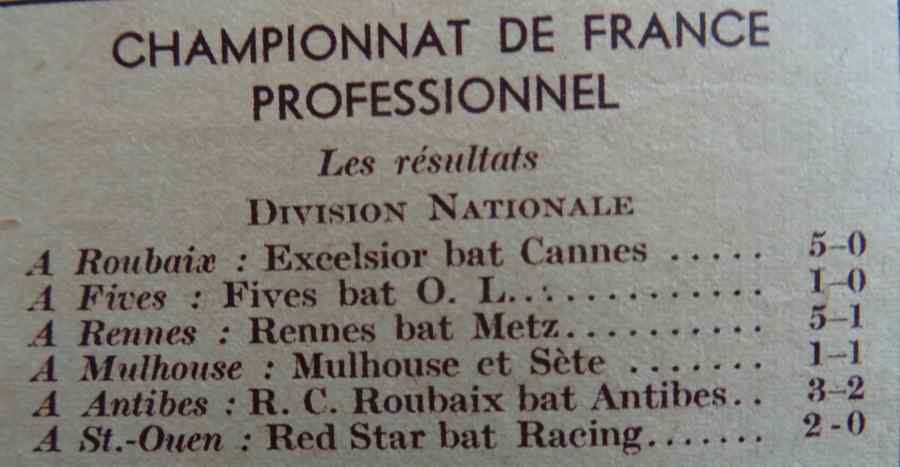 CHAMPIONNAT DE FRANCE
PROFESSIONNEL
Les résultats
DIVISION NATIONALE
A Roubaix : Excelsior bat Cannes ..... 5-0
A Fives : Fives bat O. L............. 1-0
A Rennes : Rennes bat Metz.......... 5-1
A Mulhouse : Mulhouse et Sète ....... 1-1
A Antibes : R. C. Roubaix bat Antibes.. 3-2
A St.-Ouen : Red Star bat Racing....... 2-0